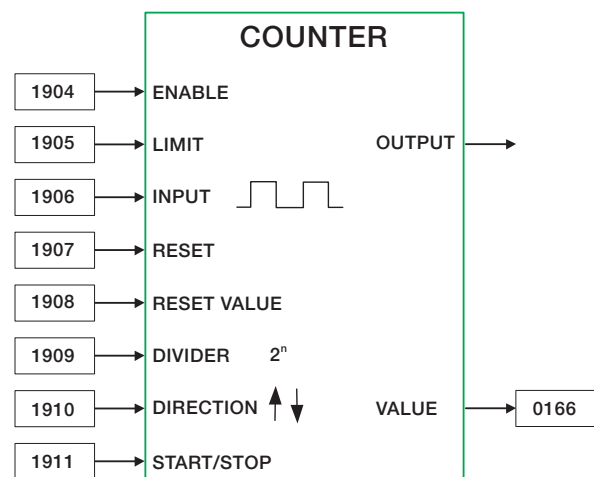 COUNTER
1904 ENABLE
1905 LIMIT OUTPUT
1906 INPUT
1907 RESET
1908 RESET VALUE
1909 DIVIDER 2ⁿ
1910 DIRECTION VALUE 0166
1911 START/STOP